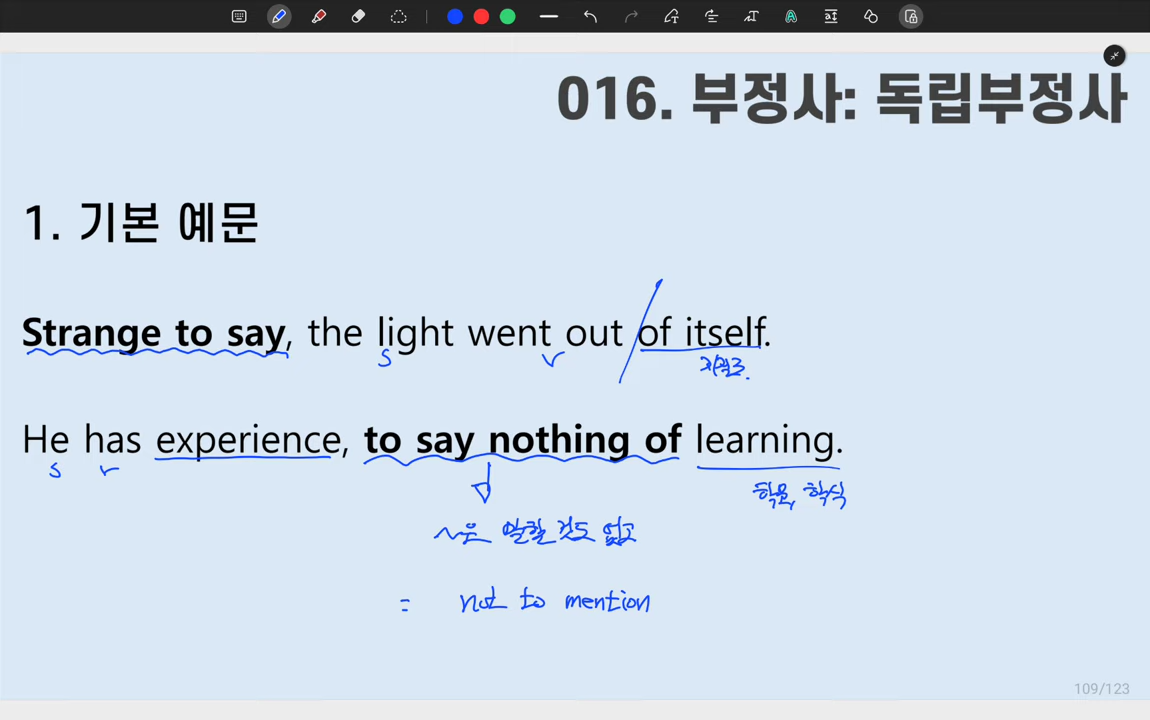 016. 부정사: 독립부정사
1. 기본 예문
Strange to say, the light went out / of itself.
s v 저절로.
He has experience, to say nothing of learning.
s v
학문, 학식
~은 말할 것도 없고
= not to mention
109/123